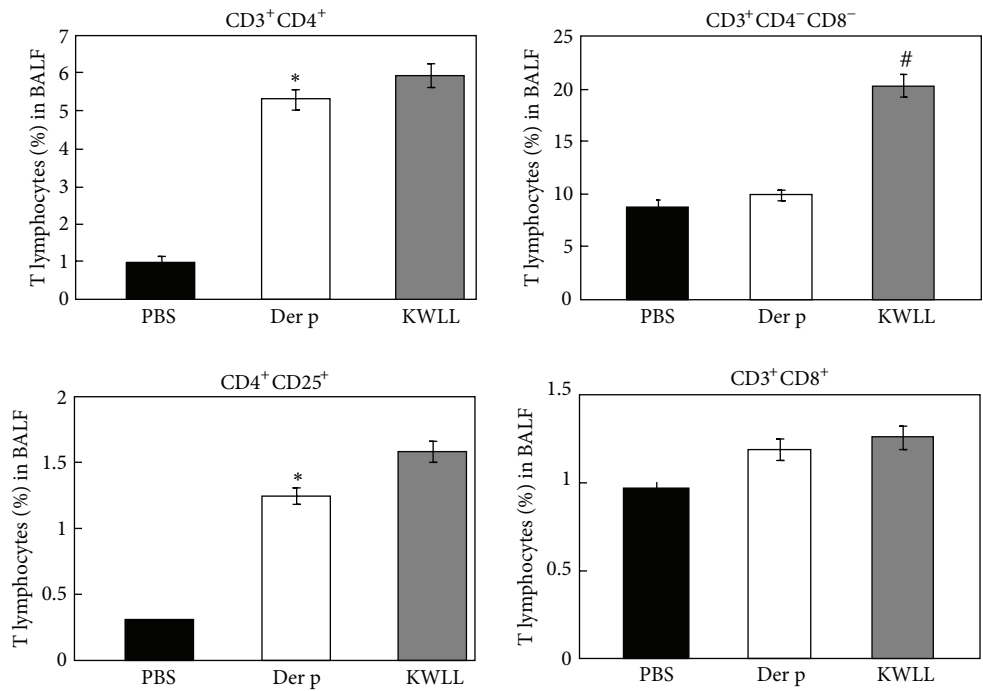 CD3⁺CD4⁺
T lymphocytes (%) in BALF
7
6
5
4
3
2
1
0
*
PBS Der p KWLL
CD3⁺CD4⁻CD8⁻
T lymphocytes (%) in BALF
25
20
15
10
5
0
#
PBS Der p KWLL
CD4⁺CD25⁺
T lymphocytes (%) in BALF
2
1.5
1
0.5
0
*
PBS Der p KWLL
CD3⁺CD8⁺
T lymphocytes (%) in BALF
1.5
1
0.5
0
PBS Der p KWLL